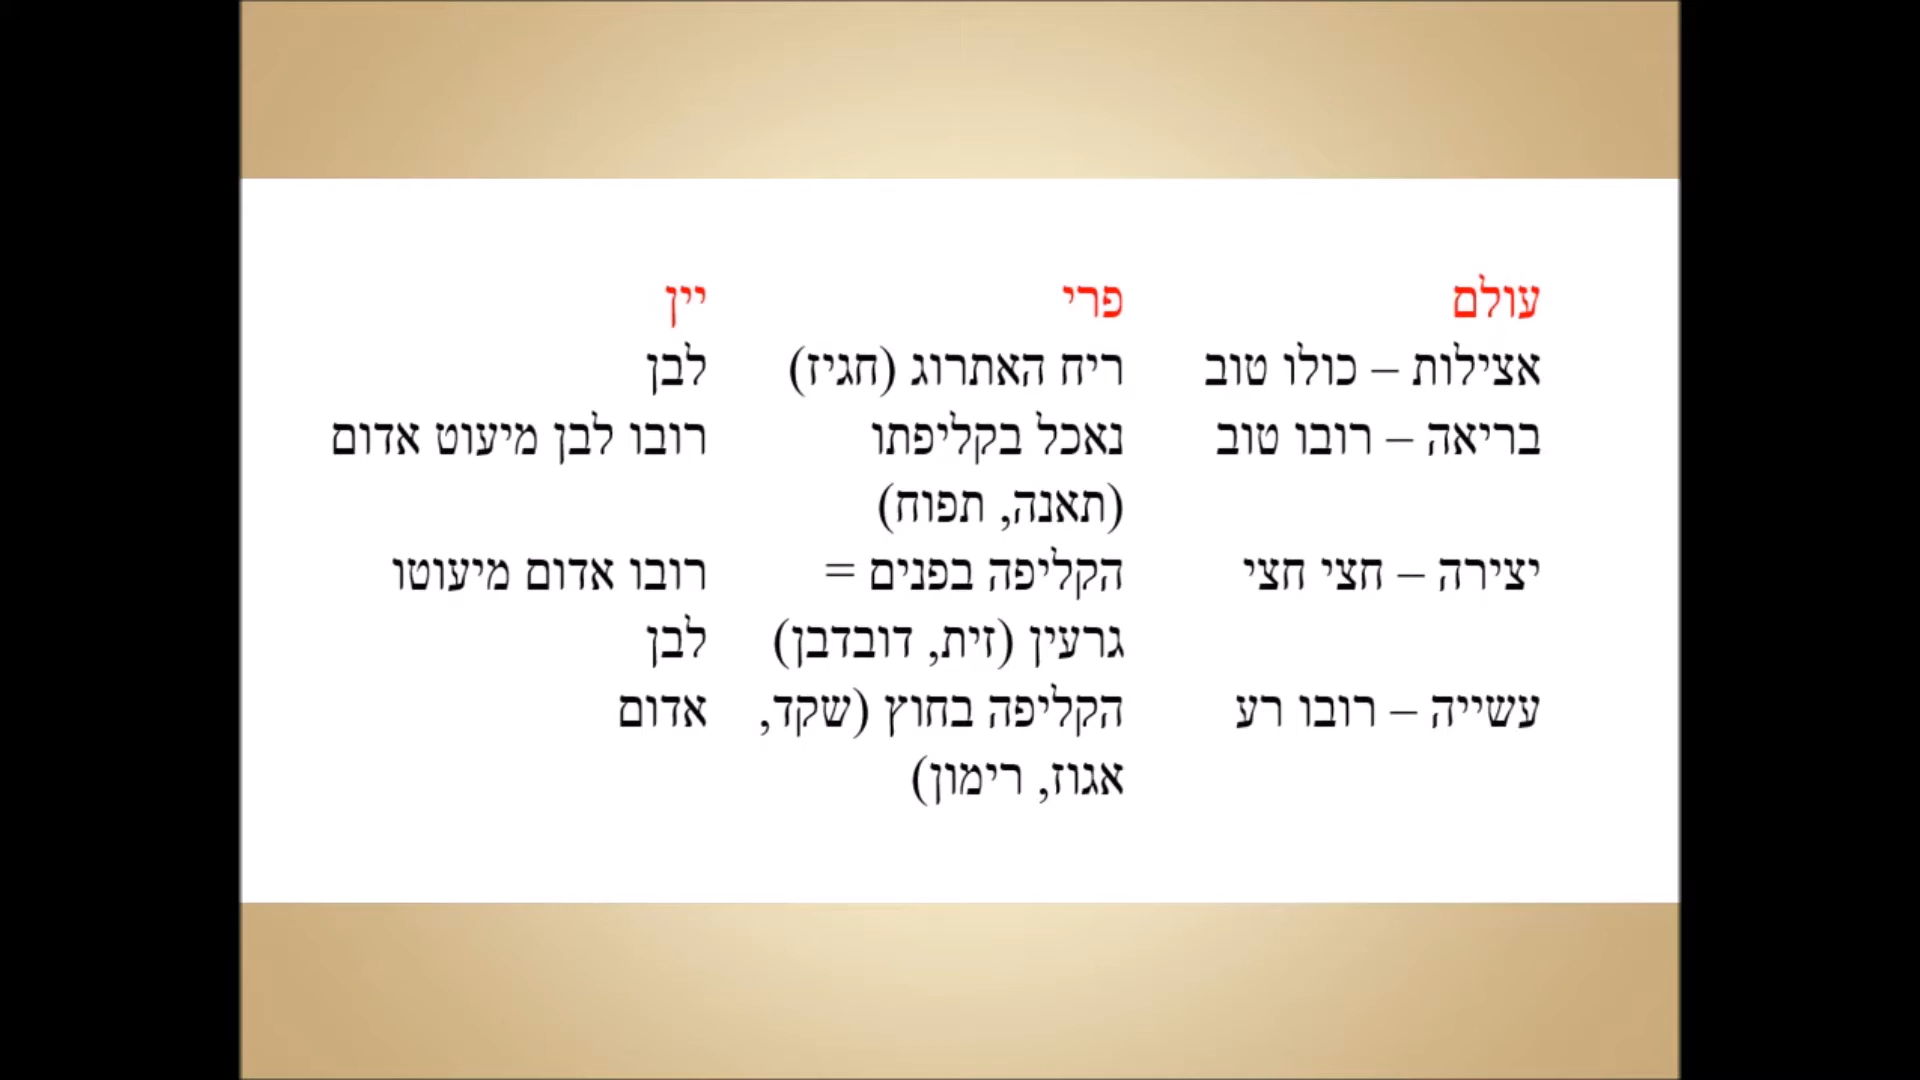 עולם פרי יין
אצילות – כולו טוב ריח האתרוג (חגיז) לבן
בריאה – רובו טוב נאכל בקליפתו רובו לבן מיעוט אדום
(תאנה, תפוח)
יצירה – חצי חצי הקליפה בפנים = רובו אדום מיעוטו
גרעין (זית, דובדבן) לבן
עשייה – רובו רע הקליפה בחוץ (שקד, אדום
אגוז, רימון)